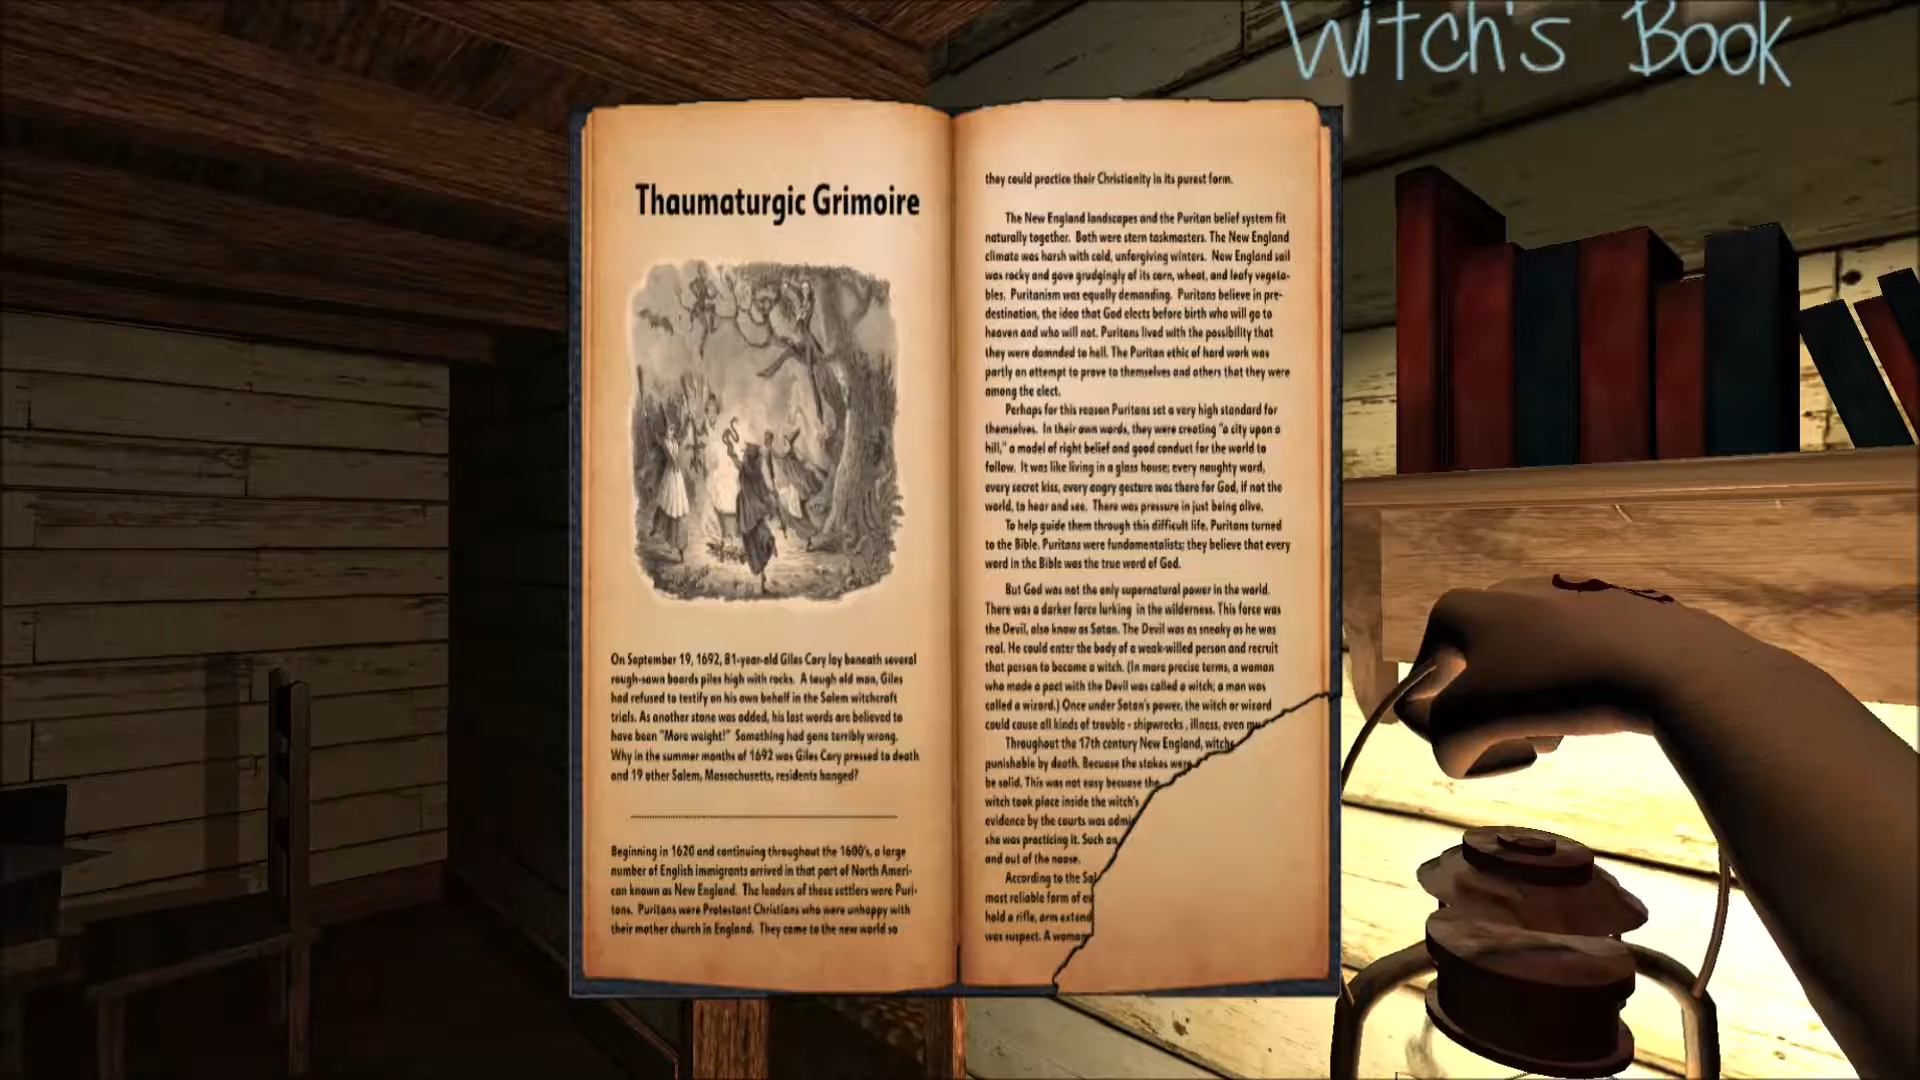 Witch's Book
Thaumaturgic Grimoire
On September 19, 1692, 81-year-old Giles Cory lay beneath several
rough-sawn boards piles high with rocks. A tough old man, Giles
had refused to testify on his own behalf in the Salem witchcraft
trials. As another stone was added, his last words are believed to
have been "More weight!" Something had gone terribly wrong.
Why in the summer months of 1692 was Giles Cory pressed to death
and 19 other Salem, Massachusetts, residents hanged?
Beginning in 1620 and continuing throughout the 1600's, a large
number of English immigrants arrived in that part of North Ameri-
can known as New England. The leaders of these settlers were Puri-
tans. Puritans were Protestant Christians who were unhappy with
their mother church in England. They came to the new world so
they could practice their Christianity in its purest form.
The New England landscapes and the Puritan belief system fit
naturally together. Both were stern taskmasters. The New England
climate was harsh with cold, unforgiving winters. New England soil
was rocky and gave grudgingly of its corn, wheat, and leafy vegeta-
bles. Puritanism was equally demanding. Puritans believe in pre-
destination, the idea that God elects before birth who will go to
heaven and who will not. Puritans lived with the possibility that
they were damnded to hell. The Puritan ethic of hard work was
partly an attempt to prove to themselves and others that they were
among the elect.
Perhaps for this reason Puritans set a very high standard for
themselves. In their own words, they were creating "a city upon a
hill," a model of right belief and good conduct for the world to
follow. It was like living in a glass house; every naughty word,
every secret kiss, every angry gesture was there for God, if not the
world, to hear and see. There was pressure in just being alive.
To help guide them through this difficult life, Puritans turned
to the Bible. Puritans were fundamentalists; they believe that every
word in the Bible was the true word of God.
But God was not the only supernatural power in the world.
There was a darker force lurking in the wilderness. This force was
the Devil, also know as Satan. The Devil was as sneaky as he was
real. He could enter the body of a weak-willed person and recruit
that person to become a witch. (In more precise terms, a woman
who made a pact with the Devil was called a witch; a man was
called a wizard.) Once under Satan's power, the witch or wizard
could cause all kinds of trouble - shipwrecks , illness, even mu
Throughout the 17th century New England, witch
punishable by death. Becuase the stakes were
be solid. This was not easy becuase the
witch took place inside the witch's
evidence by the courts was admi
she was practicing it. Such an
and out of the noose.
According to the Sal
most reliable form of ev
hold a rifle, arm extend
was suspect. A woman